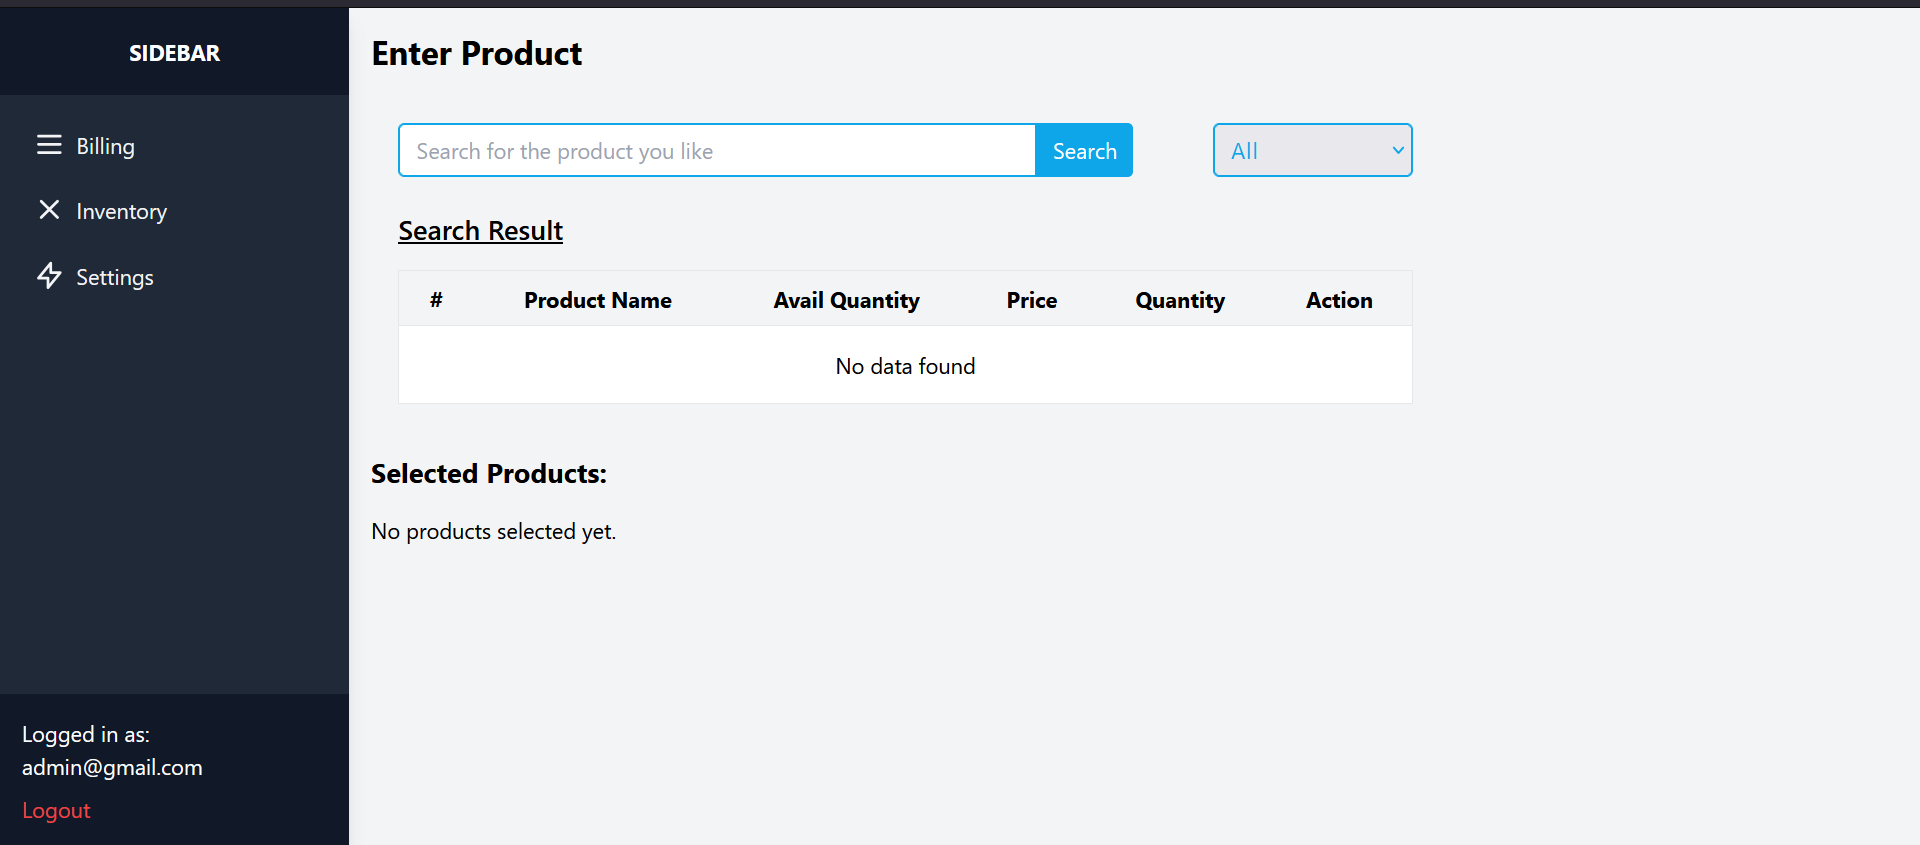 SIDEBAR
Billing
Inventory
Settings
Logged in as:
admin@gmail.com
Logout
Enter Product
Search for the product you like Search All
Search Result
# Product Name Avail Quantity Price Quantity Action
No data found
Selected Products:
No products selected yet.